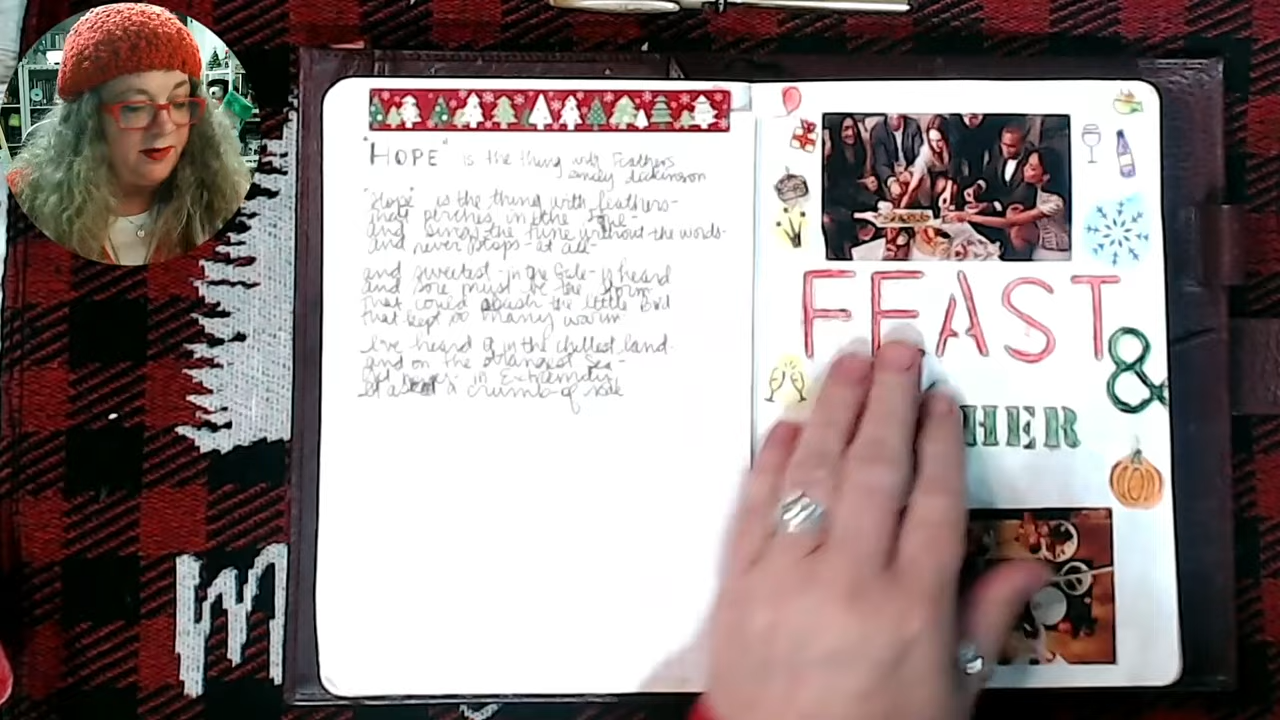 "HOPE" is the thing with Feathers
emily dickinson
"Hope" is the thing with feathers-
that perches in the soul-
and sings the tune without the words-
and never stops-at all-
and sweetest-in the Gale-is heard
and sore must be the storm
that could abash the little Bird
that kept so many warm
I've heard it in the chillest land-
and on the strangest Sea-
in Extremity
a crumb-of
FEAST
&
HER